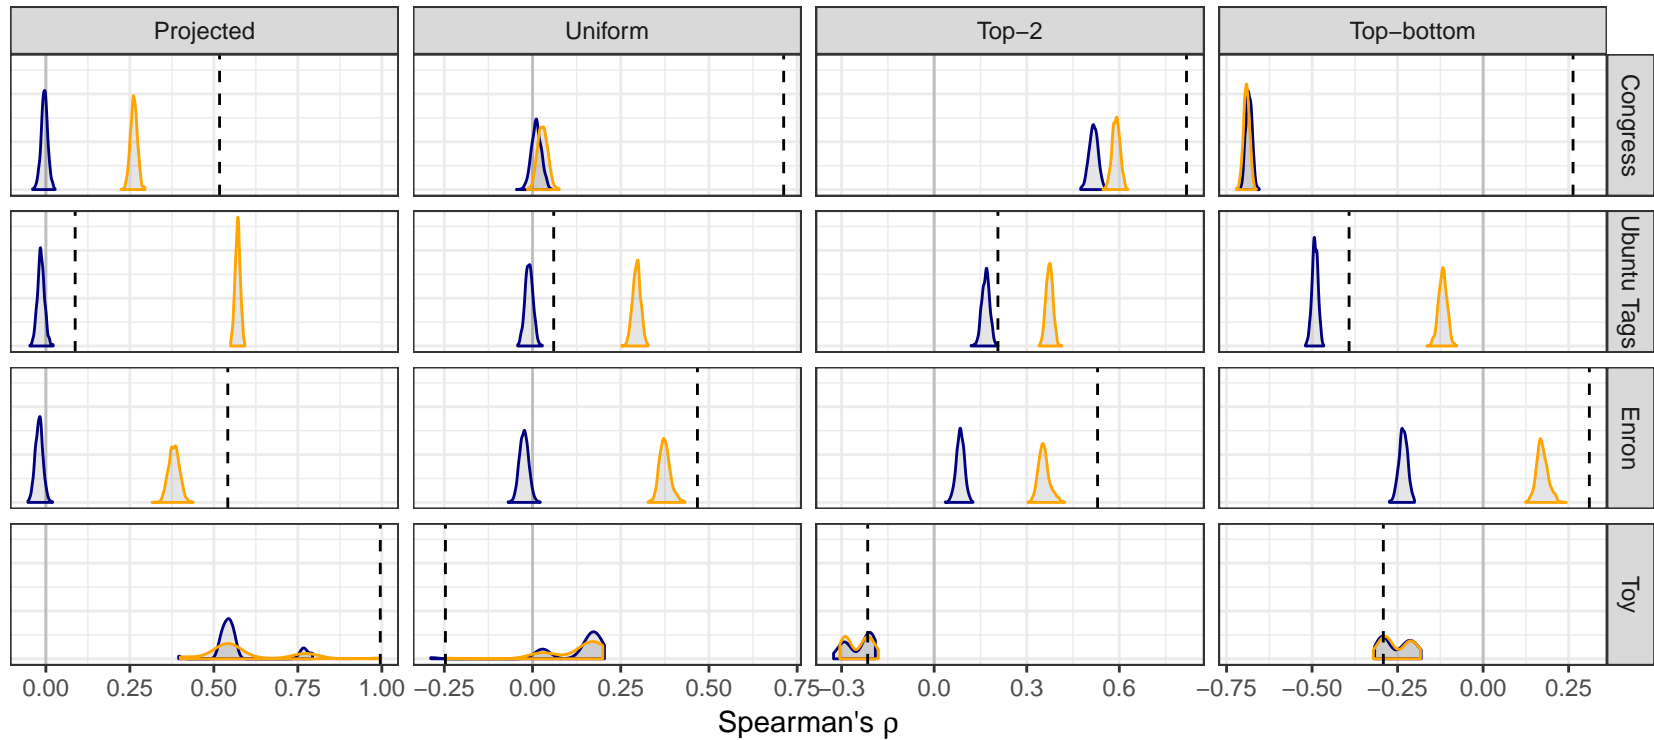 Projected Uniform Top−2 Top−bottom
Congress
Ubuntu Tags
Enron
Toy
0.00 0.25 0.50 0.75 1.00 −0.25 0.00 0.25 0.50 0.75 −0.3 0.0 0.3 0.6 −0.75 −0.50 −0.25 0.00 0.25
Spearman's ρ